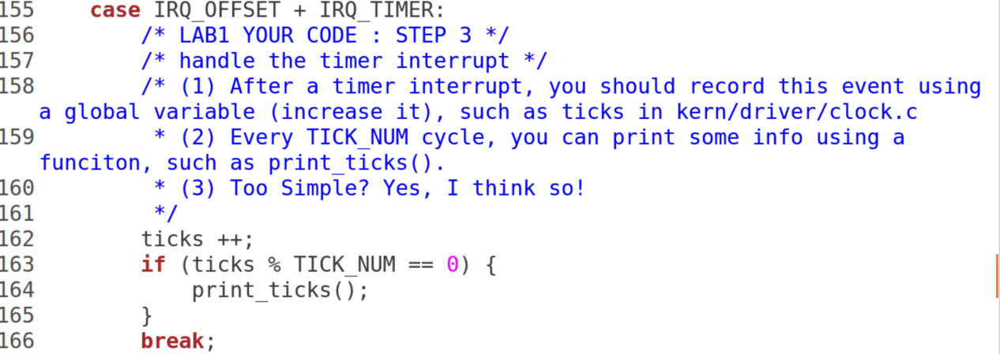 155     case IRQ_OFFSET + IRQ_TIMER:
156         /* LAB1 YOUR CODE : STEP 3 */
157         /* handle the timer interrupt */
158         /* (1) After a timer interrupt, you should record this event using
a global variable (increase it), such as ticks in kern/driver/clock.c
159          * (2) Every TICK_NUM cycle, you can print some info using a
funciton, such as print_ticks().
160          * (3) Too Simple? Yes, I think so!
161          */
162         ticks ++;
163         if (ticks % TICK_NUM == 0) {
164             print_ticks();
165         }
166         break;